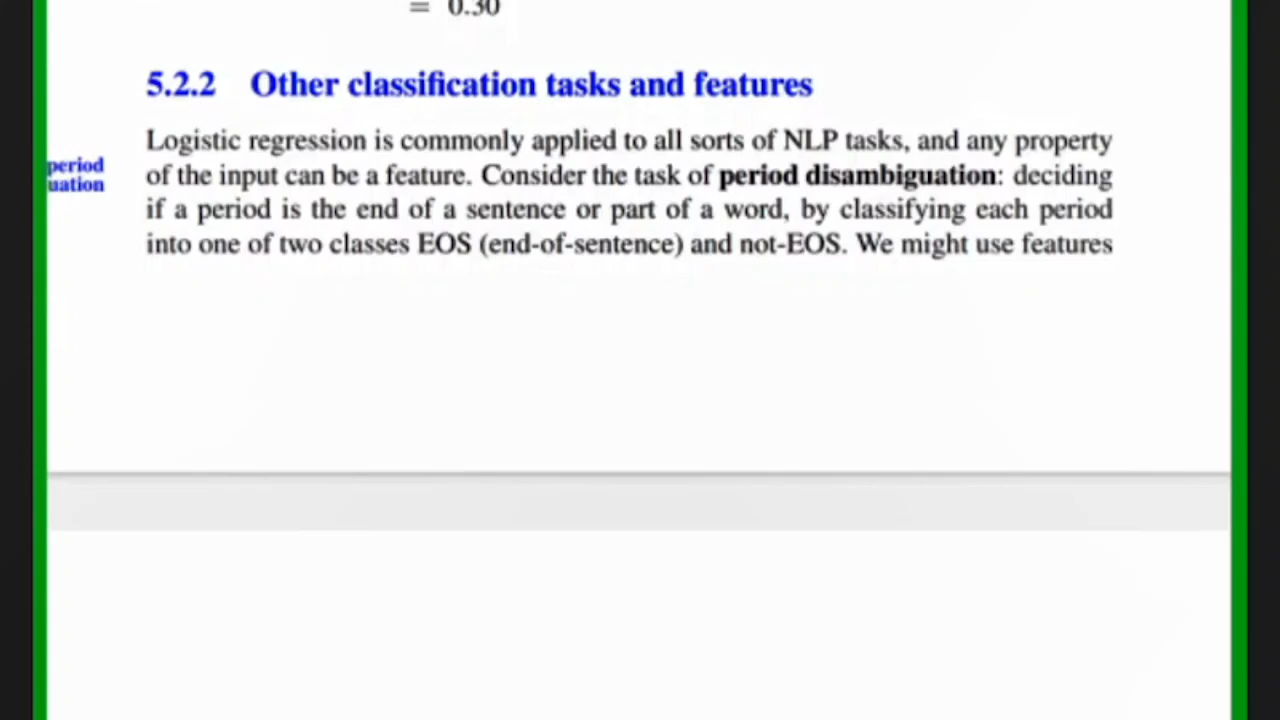 = 0.30
5.2.2 Other classification tasks and features
Logistic regression is commonly applied to all sorts of NLP tasks, and any property
period
of the input can be a feature. Consider the task of period disambiguation: deciding
uation
if a period is the end of a sentence or part of a word, by classifying each period
into one of two classes EOS (end-of-sentence) and not-EOS. We might use features